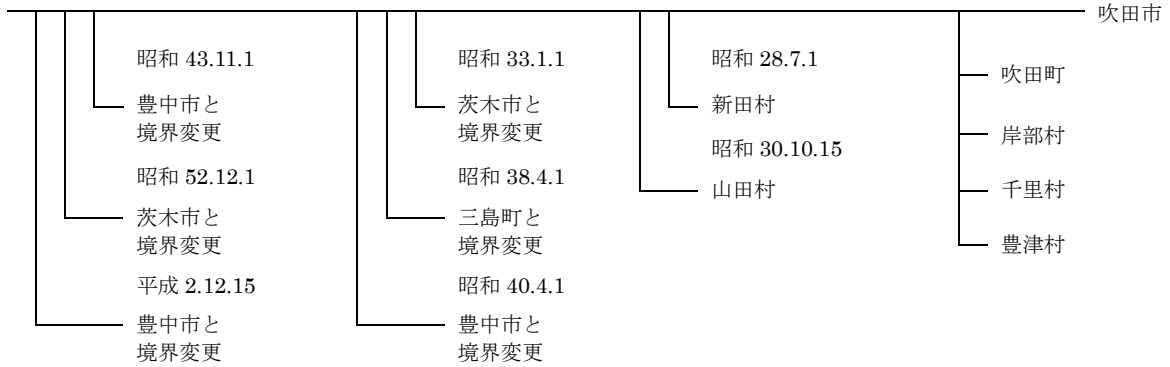 吹田市
昭和 43.11.1
豊中市と
境界変更
昭和 52.12.1
茨木市と
境界変更
平成 2.12.15
豊中市と
境界変更
昭和 33.1.1
茨木市と
境界変更
昭和 38.4.1
三島町と
境界変更
昭和 40.4.1
豊中市と
境界変更
昭和 28.7.1
新田村
昭和 30.10.15
山田村
吹田町
岸部村
千里村
豊津村